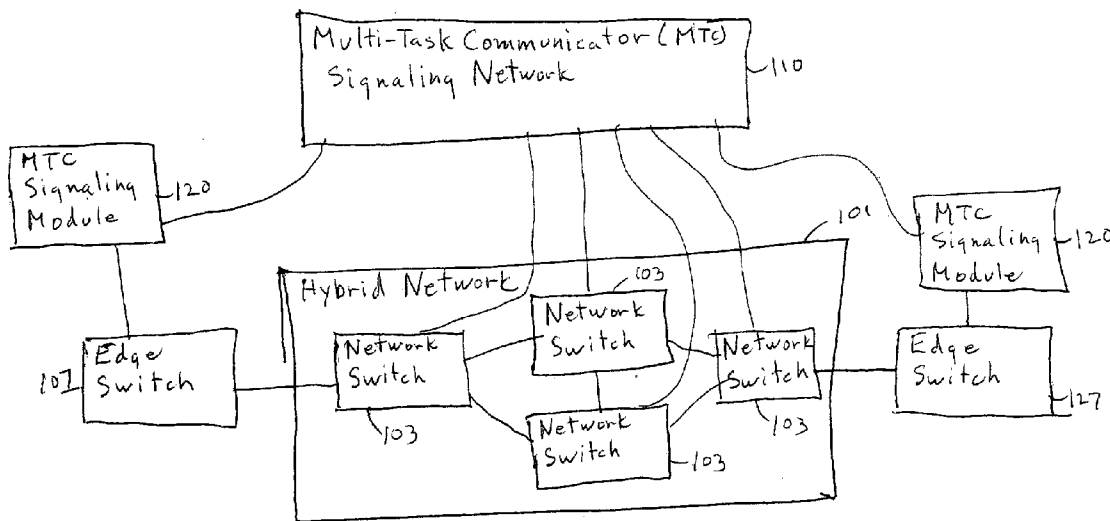 Multi-Task Communicator (MTC)
Signaling Network
110
MTC
Signaling
Module
120
MTC
Signaling
Module
120
101
Hybrid Network
103
Network
Switch
Network
Switch
103
Network
Switch
103
Network
Switch
103
Edge
Switch
107
Edge
Switch
127